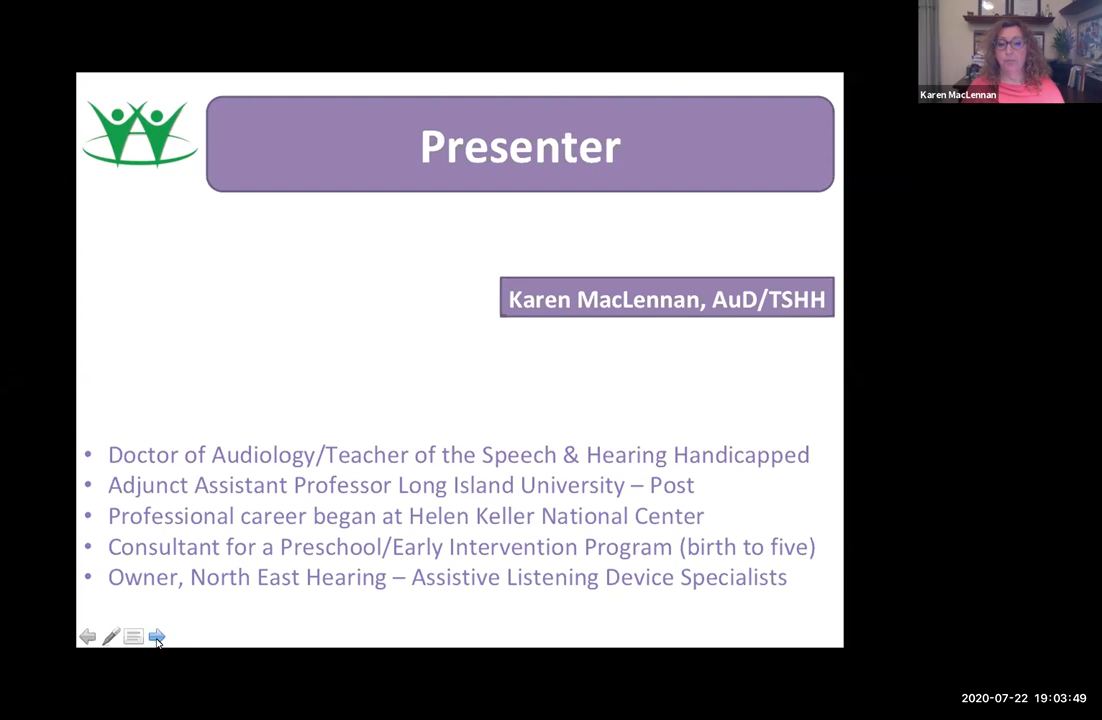 Karen MacLennan
Presenter
Karen MacLennan, AuD/TSHH
• Doctor of Audiology/Teacher of the Speech & Hearing Handicapped
• Adjunct Assistant Professor Long Island University – Post
• Professional career began at Helen Keller National Center
• Consultant for a Preschool/Early Intervention Program (birth to five)
• Owner, North East Hearing – Assistive Listening Device Specialists
2020-07-22 19:03:49